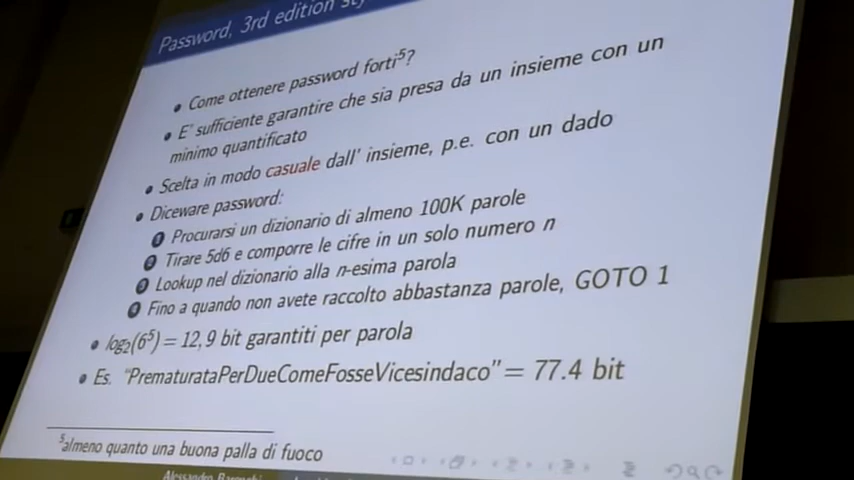 Password, 3rd edition
• Come ottenere password forti⁵?
• E' sufficiente garantire che sia presa da un insieme con un
minimo quantificato
• Scelta in modo casuale dall' insieme, p.e. con un dado
• Diceware password:
1 Procurarsi un dizionario di almeno 100K parole
2 Tirare 5d6 e comporre le cifre in un solo numero n
3 Lookup nel dizionario alla n-esima parola
4 Fino a quando non avete raccolto abbastanza parole, GOTO 1
• log₂(6⁵) = 12,9 bit garantiti per parola
• Es. "PrematurataPerDueComeFosseVicesindaco" = 77.4 bit
⁵almeno quanto una buona palla di fuoco
Alessandro